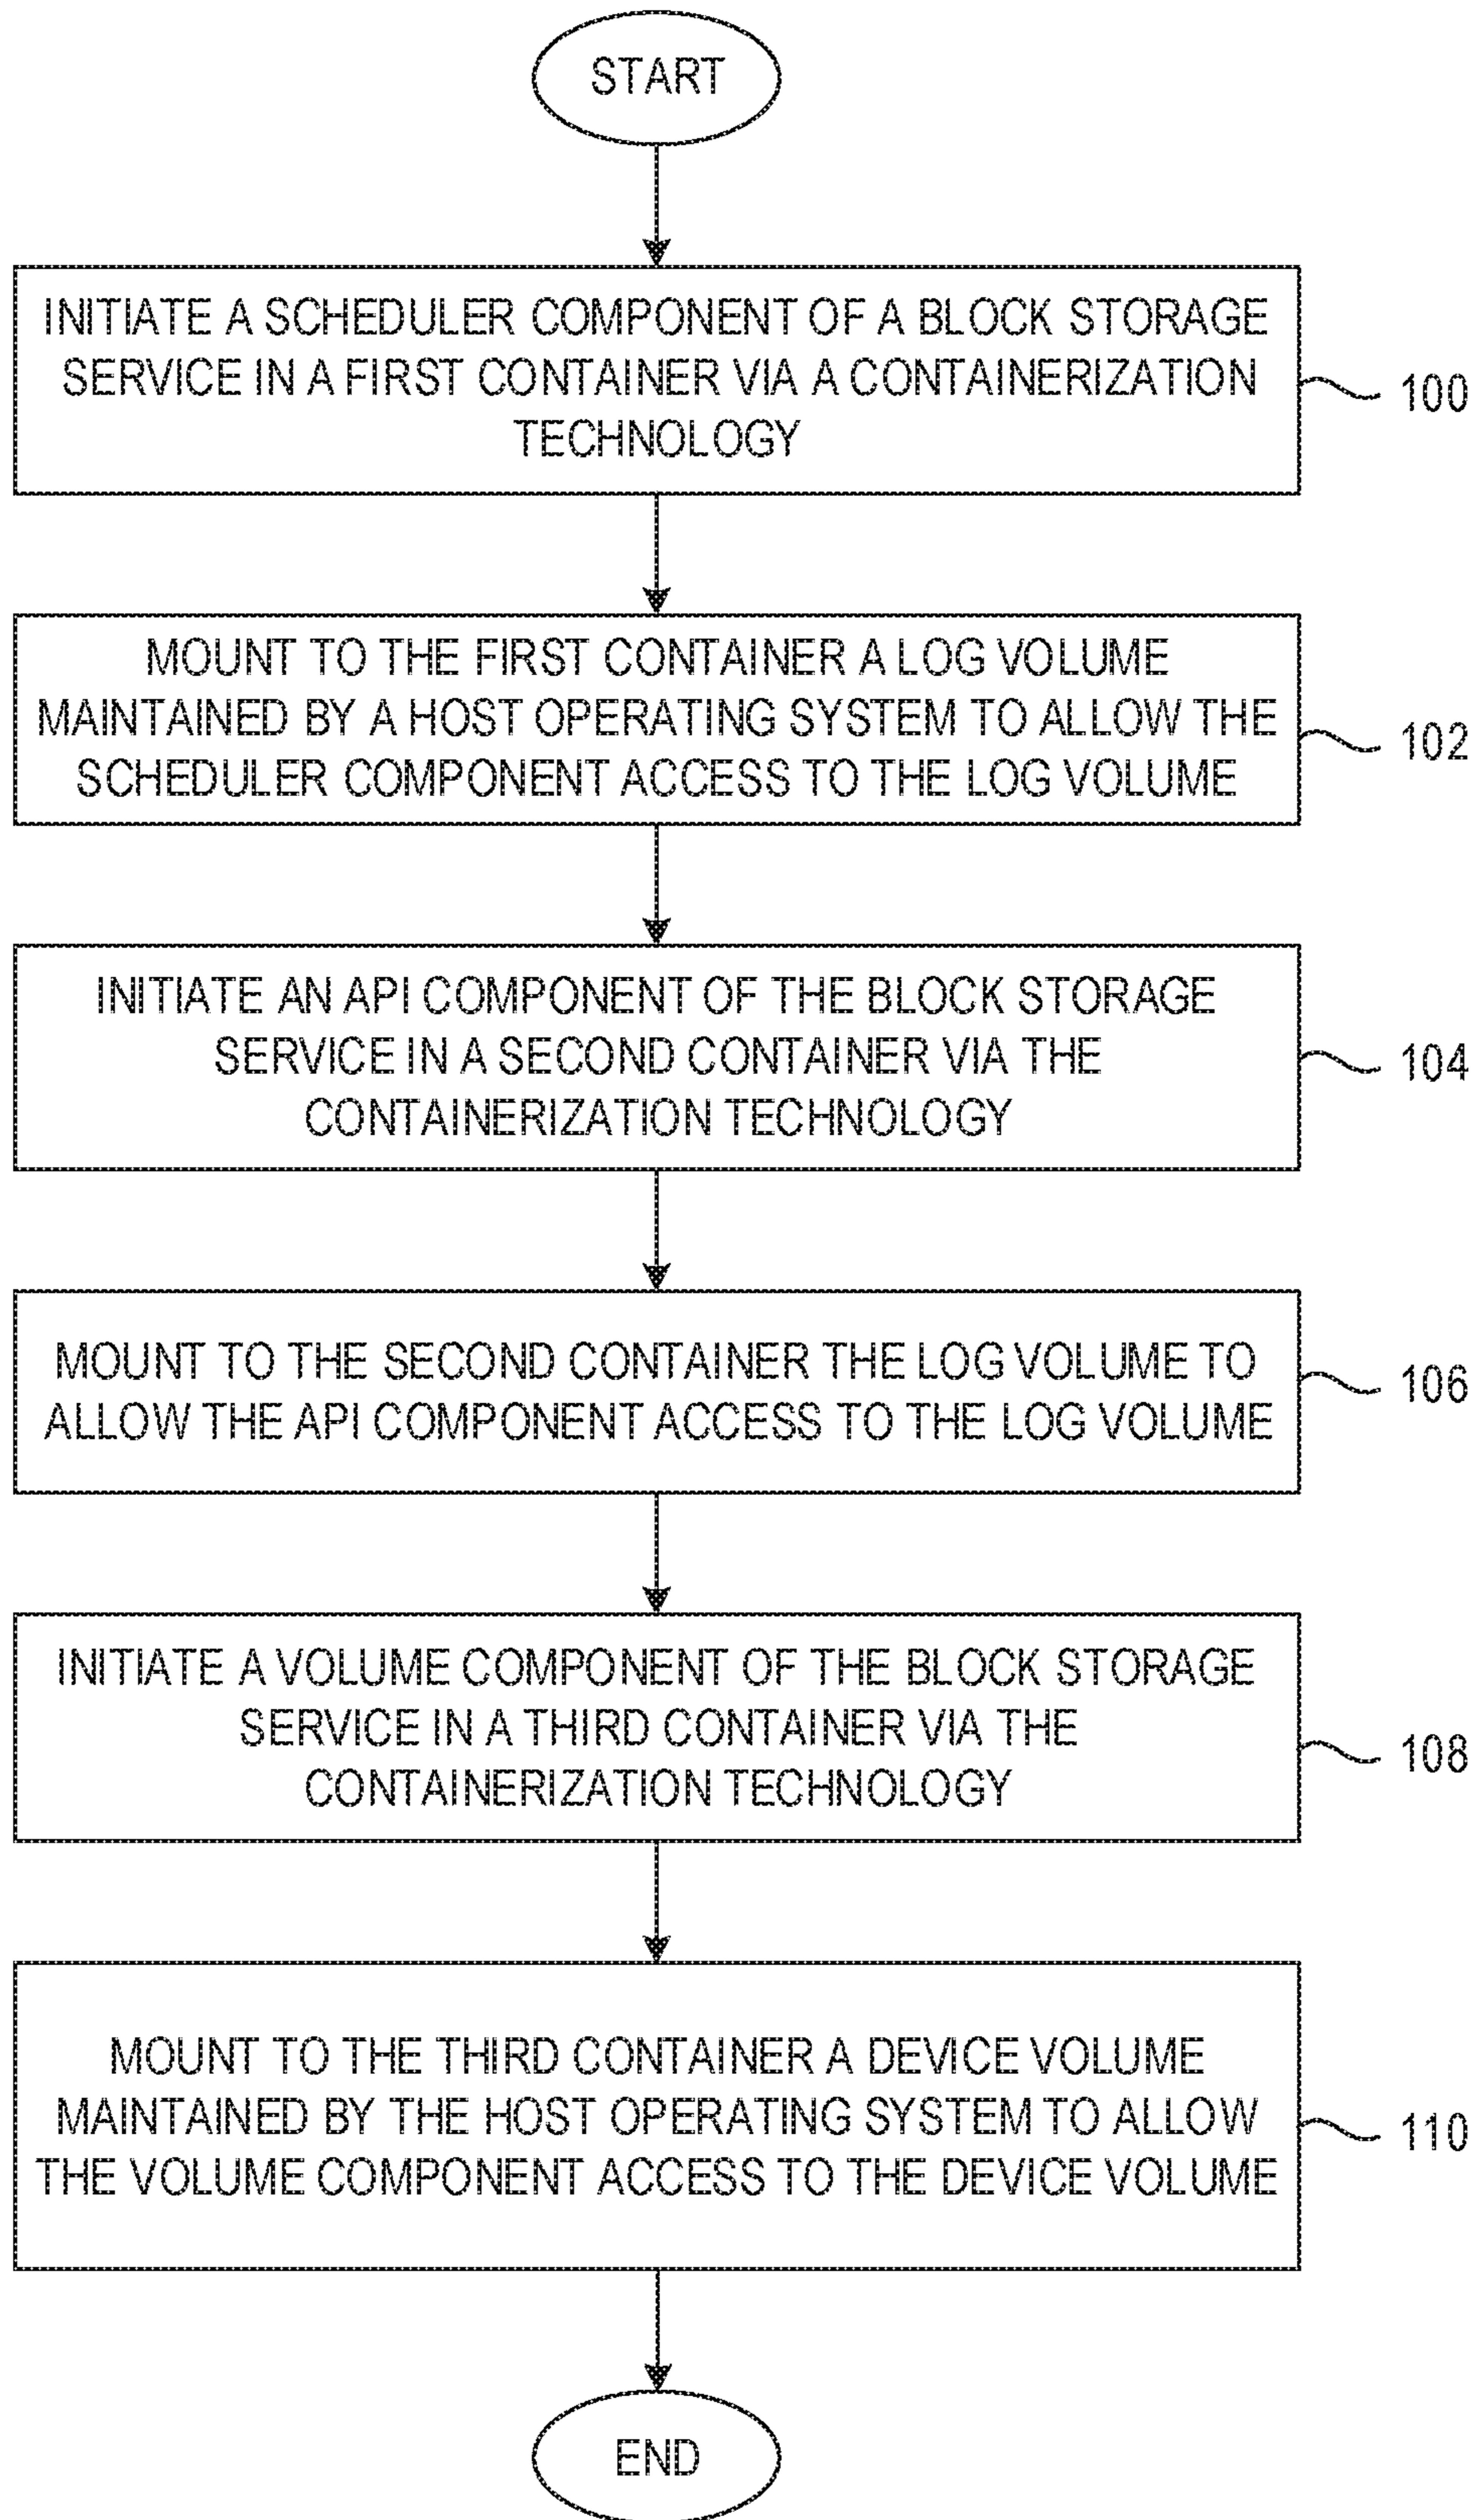 START
INITIATE A SCHEDULER COMPONENT OF A BLOCK STORAGE
SERVICE IN A FIRST CONTAINER VIA A CONTAINERIZATION
TECHNOLOGY
100
MOUNT TO THE FIRST CONTAINER A LOG VOLUME
MAINTAINED BY A HOST OPERATING SYSTEM TO ALLOW THE
SCHEDULER COMPONENT ACCESS TO THE LOG VOLUME
102
INITIATE AN API COMPONENT OF THE BLOCK STORAGE
SERVICE IN A SECOND CONTAINER VIA THE
CONTAINERIZATION TECHNOLOGY
104
MOUNT TO THE SECOND CONTAINER THE LOG VOLUME TO
ALLOW THE API COMPONENT ACCESS TO THE LOG VOLUME
106
INITIATE A VOLUME COMPONENT OF THE BLOCK STORAGE
SERVICE IN A THIRD CONTAINER VIA THE
CONTAINERIZATION TECHNOLOGY
108
MOUNT TO THE THIRD CONTAINER A DEVICE VOLUME
MAINTAINED BY THE HOST OPERATING SYSTEM TO ALLOW
THE VOLUME COMPONENT ACCESS TO THE DEVICE VOLUME
110
END